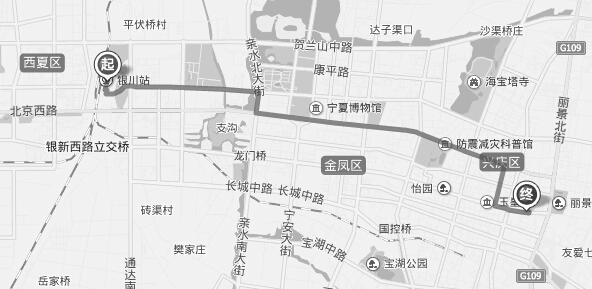 平伏桥村
达子渠口
沙渠桥庄
贺兰山中路
G109
西夏区
起
银川站
康平路
海宝塔寺
亲水北大街
宁夏博物馆
丽景北街
北京西路
支沟
防震减灾科普馆
银新西路立交桥
龙门桥
金凤区
兴庆区
怡园
长城中路
长城中路
终
玉皇
丽景
砖渠村
宁安大街
国控桥
亲水南大街
樊家庄
宝湖中路
友爱七
通达南
宝湖公园
岳家桥
G109